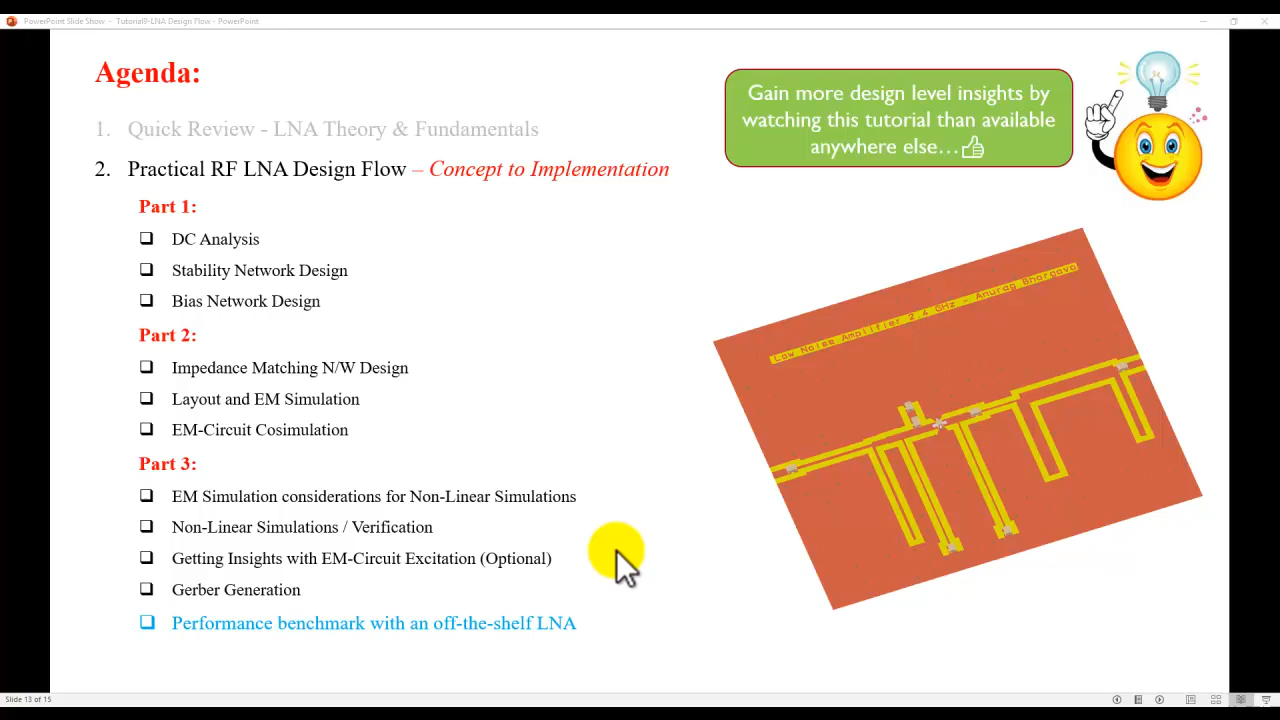 PowerPoint Slide Show - Tutorial9-LNA Design Flow - PowerPoint
Agenda:
Gain more design level insights by
watching this tutorial than available
anywhere else…
1. Quick Review - LNA Theory & Fundamentals
2. Practical RF LNA Design Flow – Concept to Implementation
Part 1:
DC Analysis
Stability Network Design
Bias Network Design
Part 2:
Impedance Matching N/W Design
Layout and EM Simulation
EM-Circuit Cosimulation
Part 3:
EM Simulation considerations for Non-Linear Simulations
Non-Linear Simulations / Verification
Getting Insights with EM-Circuit Excitation (Optional)
Gerber Generation
Performance benchmark with an off-the-shelf LNA
Low Noise Amplifier 2.4 GHz - Anurag Bhargava
Slide 13 of 15